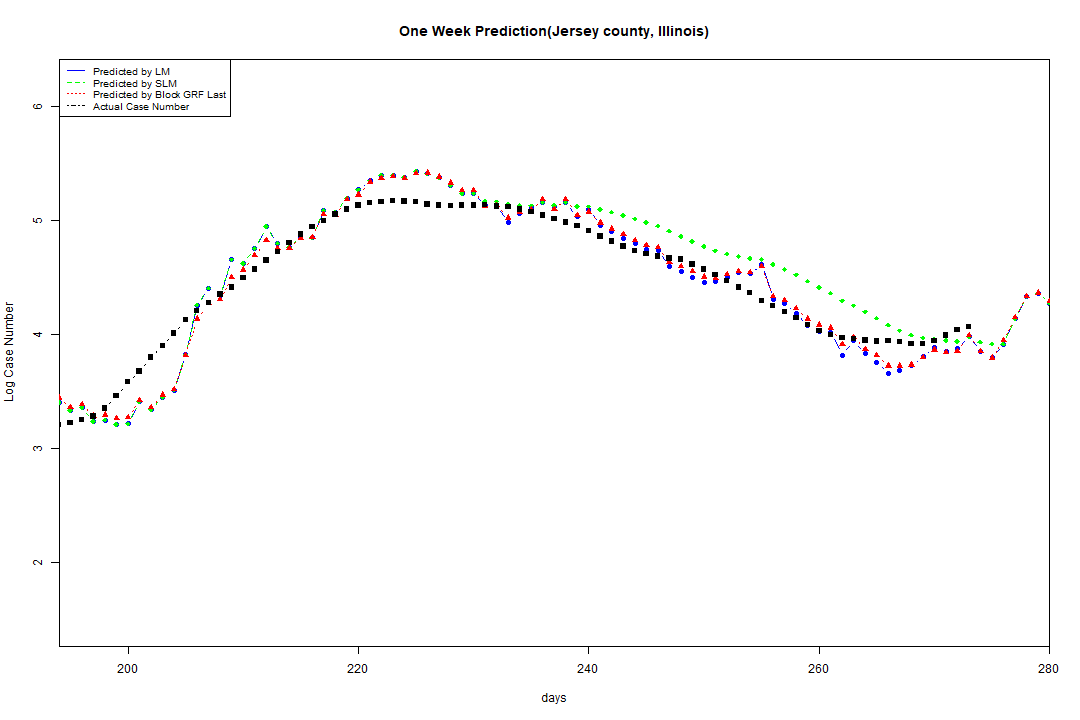 One Week Prediction(Jersey county, Illinois)
Predicted by LM
Predicted by SLM
Predicted by Block GRF Last
Actual Case Number
6
5
4
3
2
Log Case Number
200
220
240
260
280
days